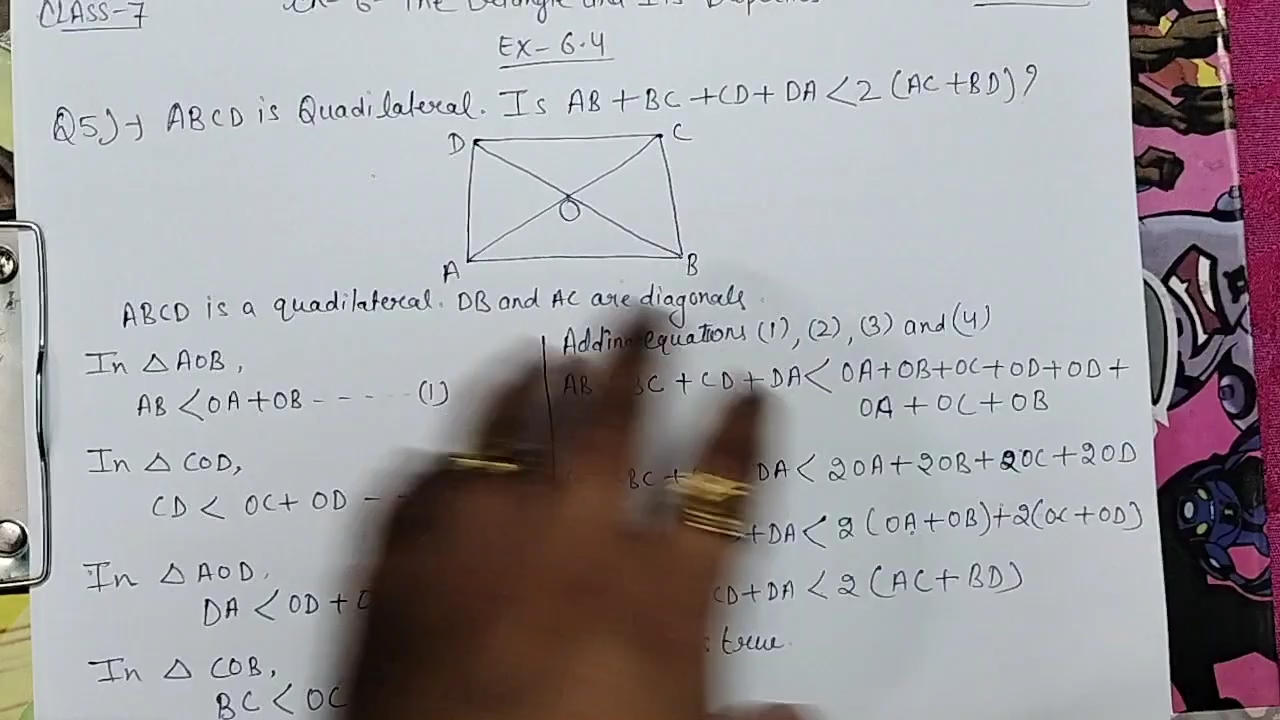 CLASS-7
Ex- 6.4
Q5)→ ABCD is Quadilateral. Is AB+BC+CD+DA<2(AC+BD)?
D C
O
A B
ABCD is a quadilateral. DB and AC are diagonals.
In △ AOB,
AB < OA+OB ---- (1)
In △ COD,
CD < OC+ OD - -
In △ AOD,
DA < OD +
In △ COB,
BC < OC
Adding equations (1), (2), (3) and (4)
AB BC + CD + DA < OA+OB+OC+OD+OD+
OA + OC + OB
BC + DA < 2OA+2OB+2OC+2OD
+DA < 2(OA+OB)+2(OC+OD)
CD+DA < 2(AC+BD)
true.